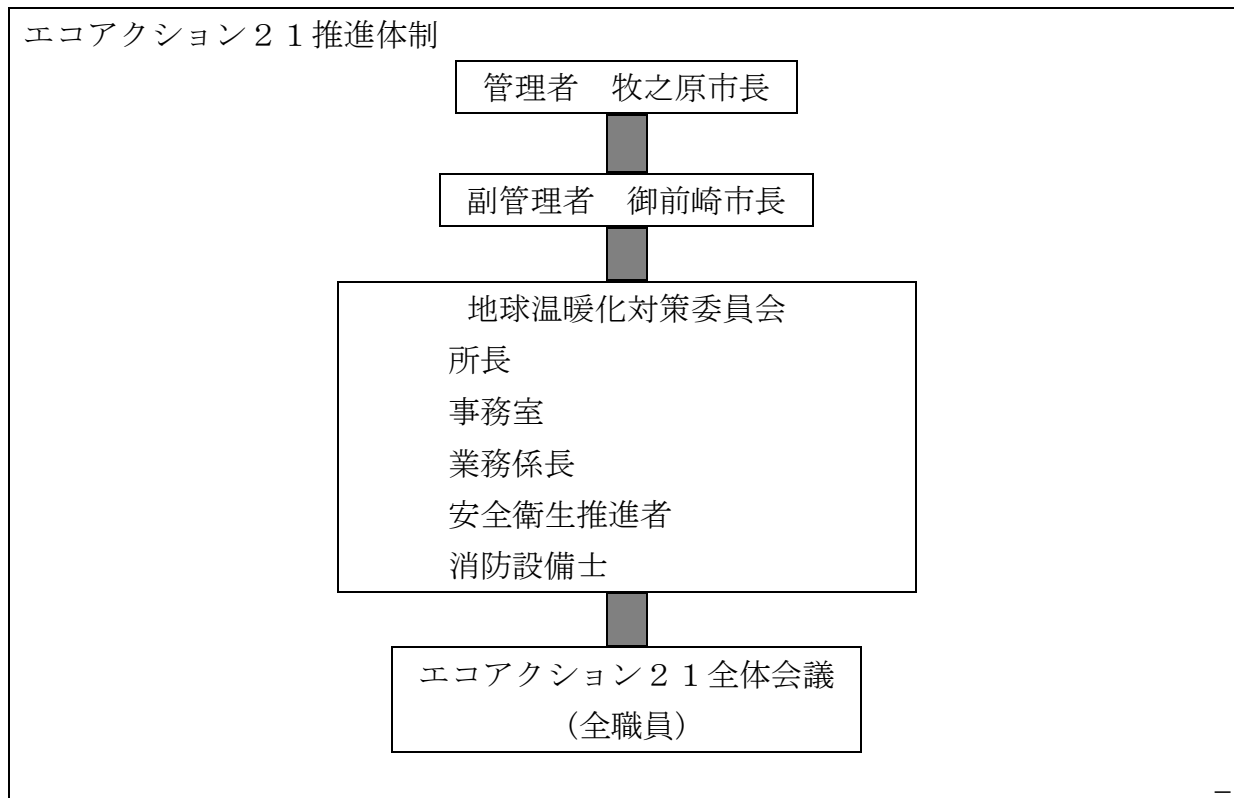 エコアクション２１推進体制
管理者　牧之原市長
副管理者　御前崎市長
地球温暖化対策委員会
所長
事務室
業務係長
安全衛生推進者
消防設備士
エコアクション２１全体会議
（全職員）